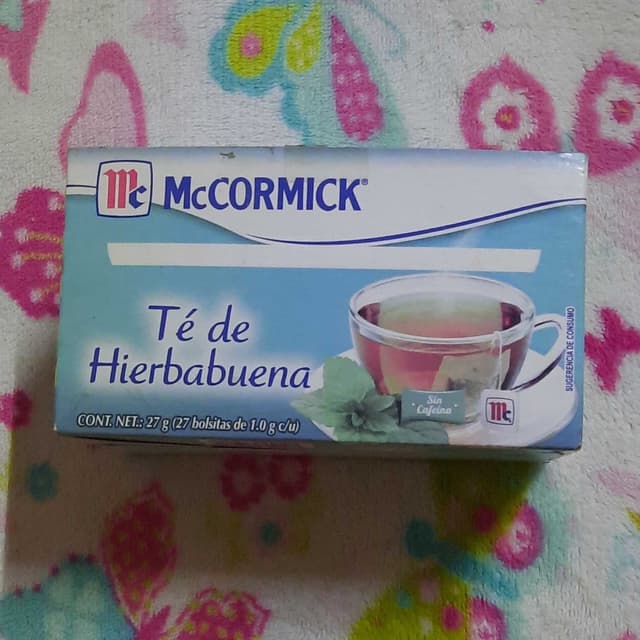 Mc McCORMICK®
Té de
Hierbabuena
SUGERENCIA DE CONSUMO
Sin
Cafeína
Mc
CONT. NET.: 27 g (27 bolsitas de 1.0 g c/u)